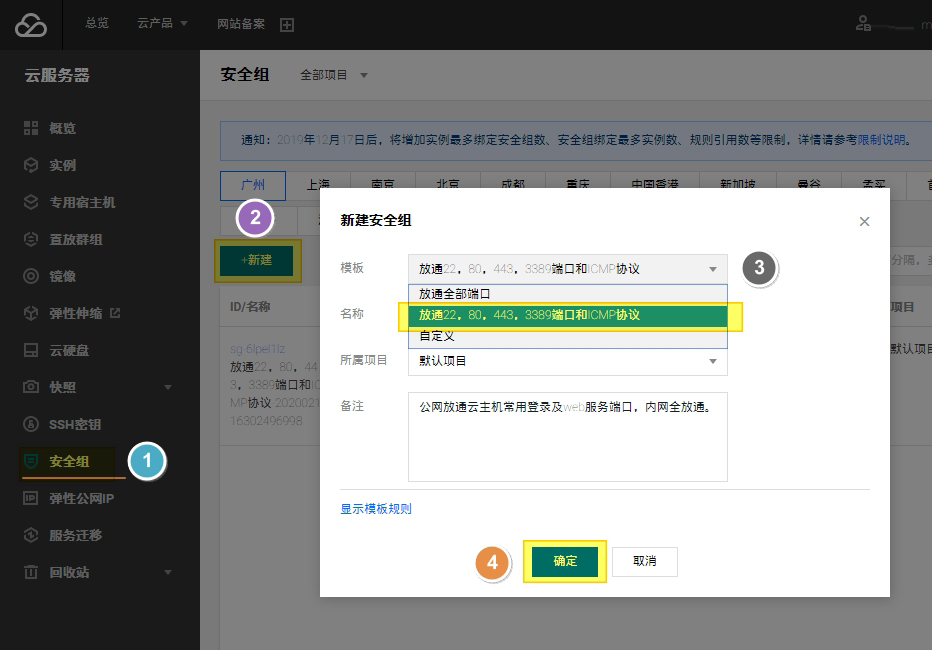 总览
云产品
网站备案
云服务器
概览
实例
专用宿主机
置放群组
镜像
弹性伸缩
云硬盘
快照
SSH密钥
安全组
1
弹性公网IP
服务迁移
回收站
安全组
全部项目
通知：2019年12月17日后，将增加实例最多绑定安全组数、安全组绑定最多实例数、规则引用数等限制，详情请参考限制说明。
广州
上海
南京
北京
成都
重庆
中国香港
新加坡
曼谷
孟买
2
+新建
分隔，
ID/名称
项目
sg-6lpel1lz
放通22，80，44
3，3389端口和IC
MP协议 2020021
16302496998
默认项
新建安全组
模板
放通22，80，443，3389端口和ICMP协议
3
放通全部端口
名称
放通22，80，443，3389端口和ICMP协议
自定义
所属项目
默认项目
备注
公网放通云主机常用登录及web服务端口，内网全放通。
显示模板规则
4
确定
取消